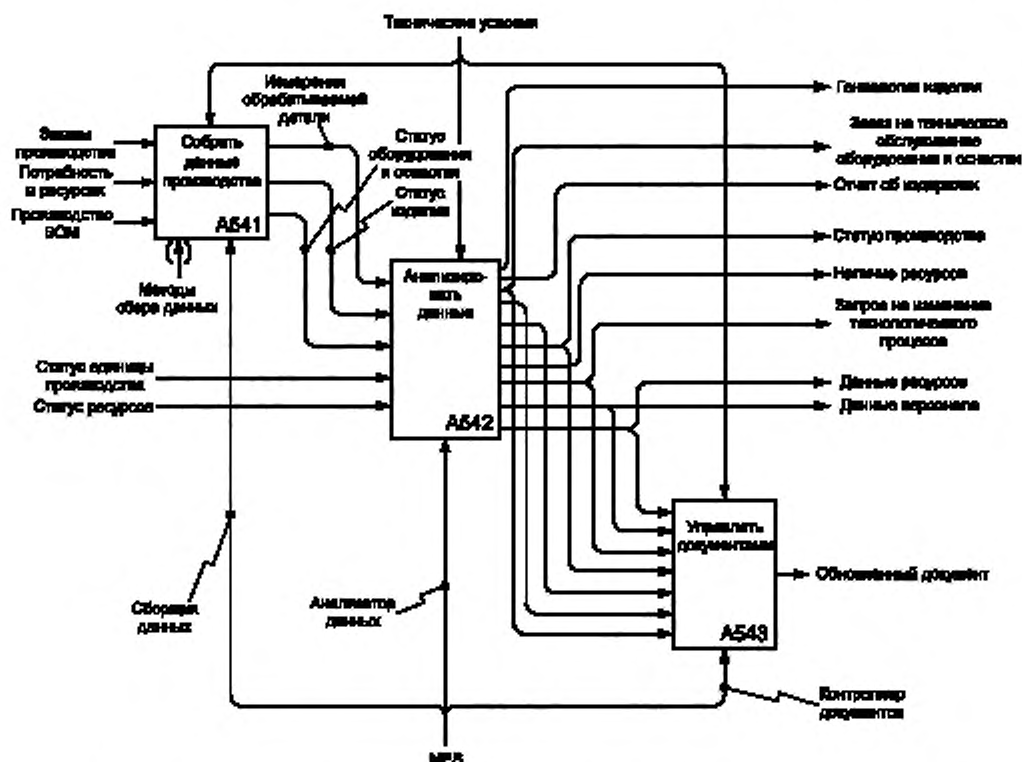 Технические условия
Измерения
обрабатываемой
детали
Статус
оборудования
и оснастки
Статус
изделия
Заказы
производства
Потребность
в ресурсах
Производство
BOM
Собрать
данные
производства
A541
Методы
сбора данных
Генеалогия изделия
Заказ на техническое
обслуживание
оборудования и оснастки
Отчет об издержках
Статус производства
Наличие ресурсов
Запрос на изменение
технологического
процесса
Данные ресурсов
Данные персонала
Анализиро-
вать
данные
A542
Статус единицы
производства
Статус ресурсов
Управлять
документами
A543
Обновленный документ
Сборщик
данных
Анализатор
данных
Контроллер
документов